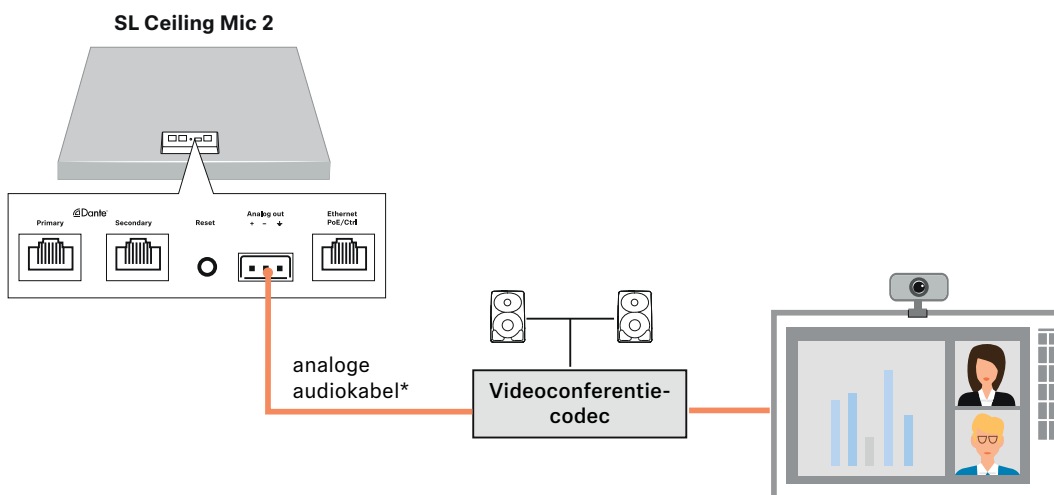 SL Ceiling Mic 2
Dante
Primary
Secondary
Reset
Analog out
+ −
Ethernet
PoE/Ctrl
analoge
audiokabel*
Videoconferentie-
codec